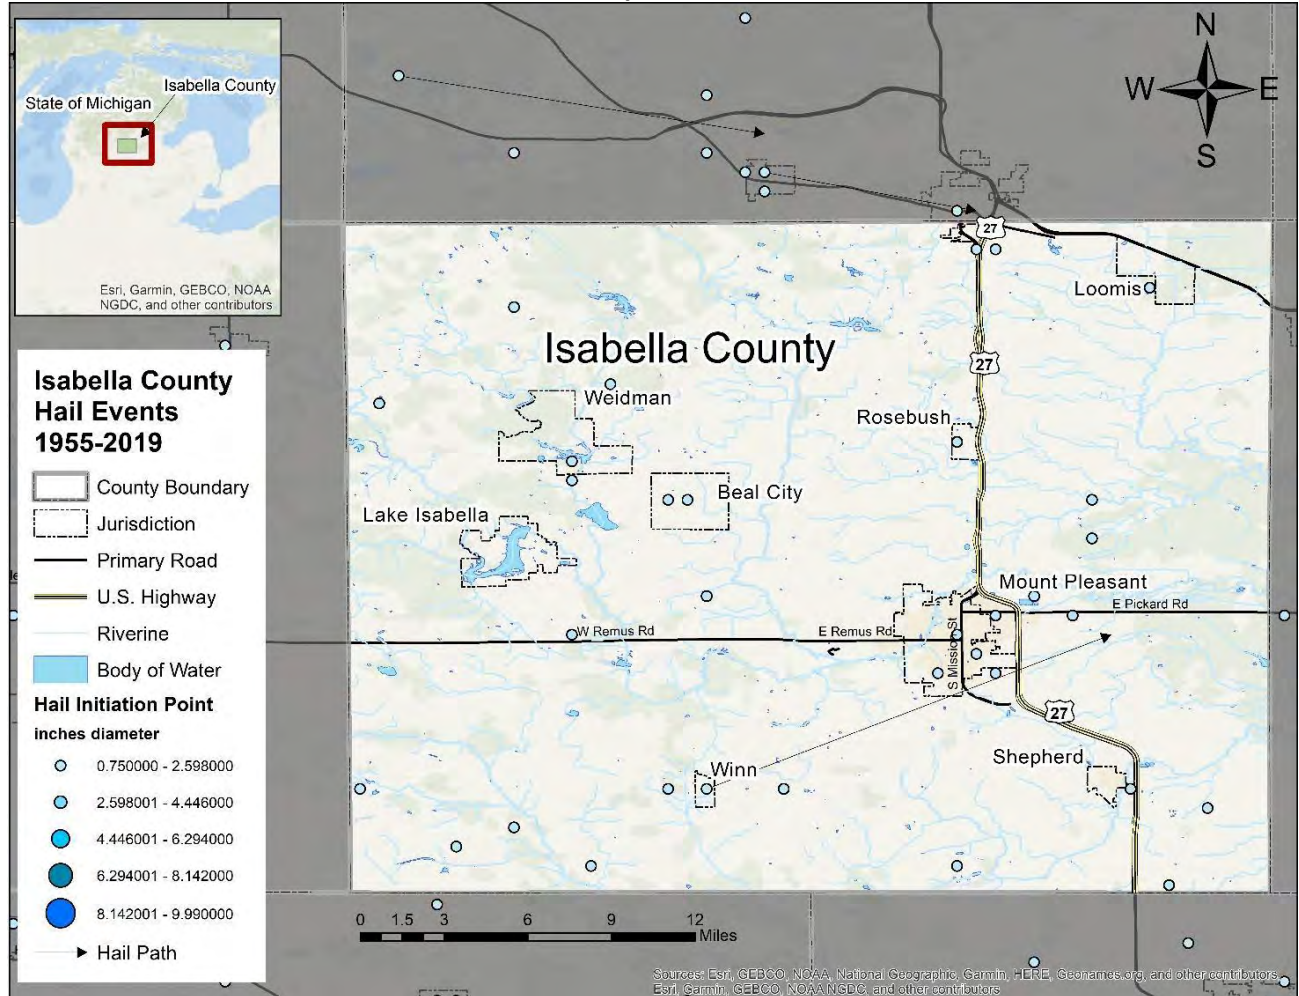 State of Michigan
Isabella County
Esri, Garmin, GEBCO, NOAA
NGDC, and other contributors
N
W
E
S
27
Loomis
Isabella County
27
Weidman
Rosebush
Beal City
Lake Isabella
Mount Pleasant
E Pickard Rd
W Remus Rd
E Remus Rd
S Mission St
27
Winn
Shepherd
Isabella County
Hail Events
1955-2019
County Boundary
Jurisdiction
Primary Road
U.S. Highway
Riverine
Body of Water
Hail Initiation Point
inches diameter
0.750000 - 2.598000
2.598001 - 4.446000
4.446001 - 6.294000
6.294001 - 8.142000
8.142001 - 9.990000
Hail Path
0 1.5 3 6 9 12
Miles
Sources: Esri, GEBCO, NOAA, National Geographic, Garmin, HERE, Geonames.org, and other contributors
Esri, Garmin, GEBCO, NOAA NGDC, and other contributors